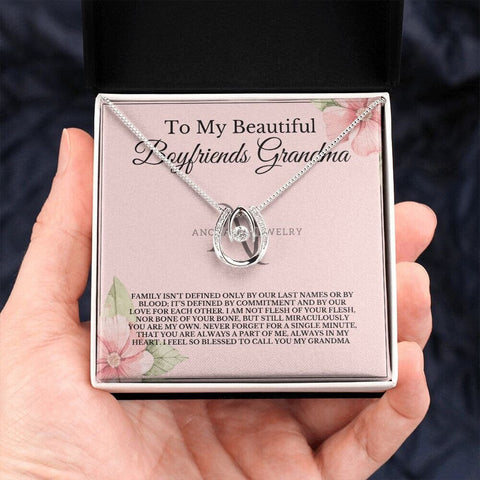 To My Beautiful
Boyfriends Grandma
JEWELRY
FAMILY ISN'T DEFINED ONLY BY OUR LAST NAMES OR BY
BLOOD; IT'S DEFINED BY COMMITMENT AND BY OUR
LOVE FOR EACH OTHER. I AM NOT FLESH OF YOUR FLESH,
NOR BONE OF YOUR BONE, BUT STILL MIRACULOUSLY
YOU ARE MY OWN. NEVER FORGET FOR A SINGLE MINUTE,
THAT YOU ARE ALWAYS A PART OF ME, ALWAYS IN MY
HEART. I FEEL SO BLESSED TO CALL YOU MY GRANDMA